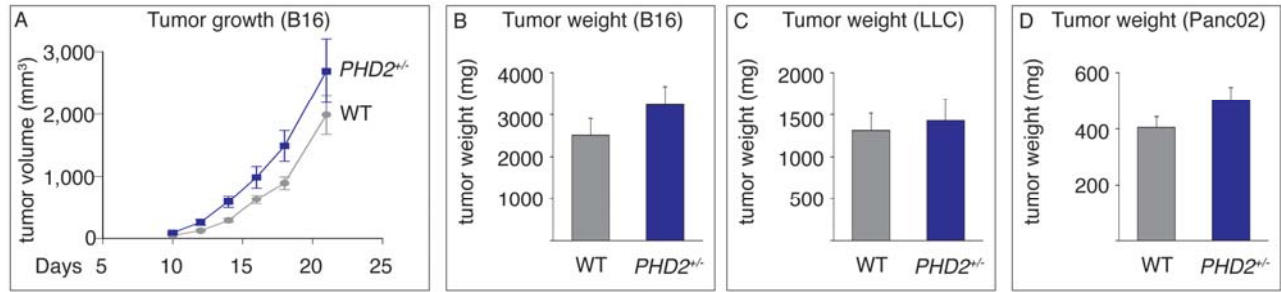 A Tumor growth (B16)
tumor volume (mm³)
3,000
2,000
1,000
0
PHD2+/-
WT
Days 5 10 15 20 25
B Tumor weight (B16)
tumor weight (mg)
4000
3000
2000
1000
WT PHD2+/-
C Tumor weight (LLC)
tumor weight (mg)
2000
1500
1000
500
WT PHD2+/-
D Tumor weight (Panc02)
tumor weight (mg)
600
400
200
WT PHD2+/-